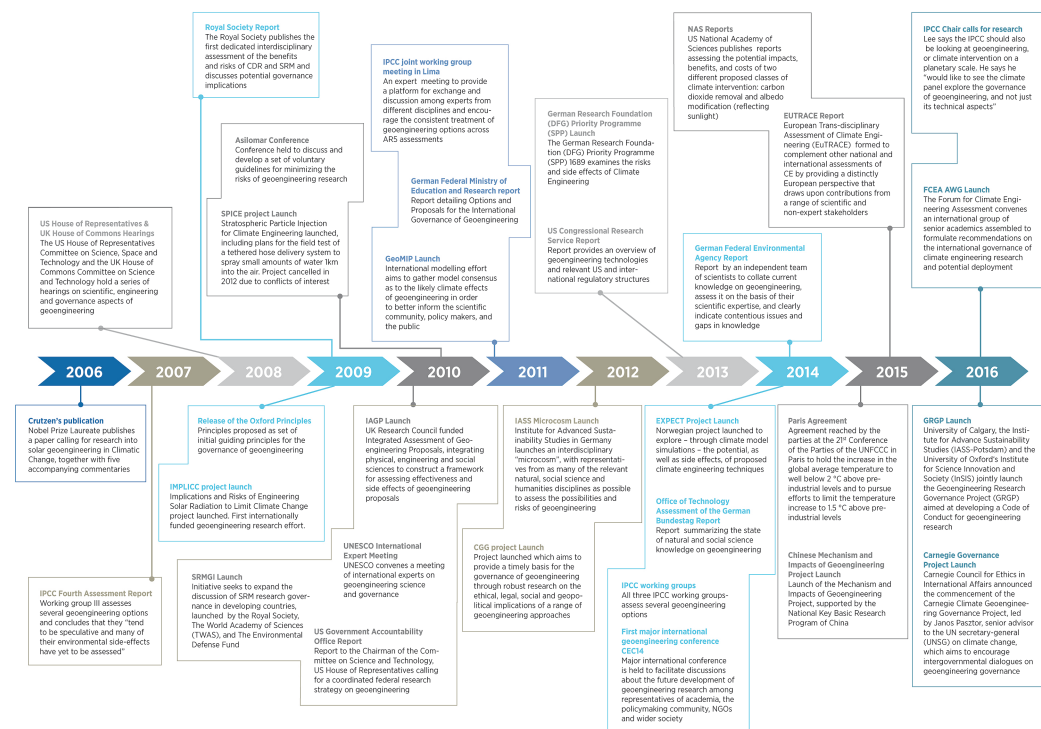 Royal Society Report
The Royal Society publishes the
first dedicated interdisciplinary
assessment of the benefits
and risks of CDR and SRM and
discusses potential governance
implications
IPCC joint working group
meeting in Lima
An expert meeting to provide
a platform for exchange and
discussion among experts from
different disciplines and encou-
rage the consistent treatment of
geoengineering options across
AR5 assessments
NAS Reports
US National Academy of
Sciences publishes reports
assessing the potential impacts,
benefits, and costs of two
different proposed classes of
climate intervention: carbon
dioxide removal and albedo
modification (reflecting
sunlight)
IPCC Chair calls for research
Lee says the IPCC should also
be looking at geoengineering,
or climate intervention on a
planetary scale. He says he
"would like to see the climate
panel explore the governance
of geoengineering, and not just
its technical aspects"
Asilomar Conference
Conference held to discuss and
develop a set of voluntary
guidelines for minimizing the
risks of geoengineering research
German Research Foundation
(DFG) Priority Programme
(SPP) Launch
The German Research Founda-
tion (DFG) Priority Programme
(SPP) 1689 examines the risks
and side effects of Climate
Engineering
EUTRACE Report
European Trans-disciplinary
Assessment of Climate Engi-
neering (EuTRACE) formed to
complement other national and
international assessments of
CE by providing a distinctly
European perspective that
draws upon contributions from
a range of scientific and
non-expert stakeholders
German Federal Ministry of
Education and Research report
Report detailing Options and
Proposals for the International
Governance of Geoengineering
FCEA AWG Launch
The Forum for Climate Engi-
neering Assessment convenes
an international group of
senior academics assembled to
formulate recommendations on
the international governance of
climate engineering research
and potential deployment
US House of Representatives &
UK House of Commons Hearings
The US House of Representatives
Committee on Science, Space and
Technology and the UK House of
Commons Committee on Science
and Technology hold a series of
hearings on scientific, engineering
and governance aspects of
geoengineering
SPICE project Launch
Stratospheric Particle Injection
for Climate Engineering launched,
including plans for the field test of
a tethered hose delivery system to
spray small amounts of water 1km
into the air. Project cancelled in
2012 due to conflicts of interest
GeoMIP Launch
International modelling effort
aims to gather model consensus
as to the likely climate effects
of geoengineering in order
to better inform the scientific
community, policy makers, and
the public
US Congressional Research
Service Report
Report provides an overview of
geoengineering technologies
and relevant US and inter-
national regulatory structures
German Federal Environmental
Agency Report
Report by an independent team
of scientists to collate current
knowledge on geoengineering,
assess it on the basis of their
scientific expertise, and clearly
indicate contentious issues and
gaps in knowledge
2006
2007
2008
2009
2010
2011
2012
2013
2014
2015
2016
Crutzen's publication
Nobel Prize Laureate publishes
a paper calling for research into
solar geoengineering in Climatic
Change, together with five
accompanying commentaries
IPCC Fourth Assessment Report
Working group III assesses
several geoengineering options
and concludes that they "tend
to be speculative and many of
their environmental side-effects
have yet to be assessed"
Release of the Oxford Principles
Principles proposed as set of
initial guiding principles for the
governance of geoengineering
IMPLICC project launch
Implications and Risks of Engineering
Solar Radiation to Limit Climate Change
project launched. First internationally
funded geoengineering research effort.
SRMGI Launch
Initiative seeks to expand the
discussion of SRM research gover-
nance in developing countries,
launched by the Royal Society,
The World Academy of Sciences
(TWAS), and The Environmental
Defense Fund
IAGP Launch
UK Research Council funded
Integrated Assessment of Geo-
engineering Proposals, integrating
physical, engineering and social
sciences to construct a framework
for assessing effectiveness and
side effects of geoengineering
proposals
UNESCO International
Expert Meeting
UNESCO convenes a meeting
of international experts on
geoengineering science
and governance
US Government Accountability
Office Report
Report to the Chairman of the Com-
mittee on Science and Technology,
US House of Representatives calling
for a coordinated federal research
strategy on geoengineering
IASS Microcosm Launch
Institute for Advanced Susta-
inability Studies in Germany
launches an interdisciplinary
"microcosm", with representati-
ves from as many of the relevant
natural, social science and
humanities disciplines as possible
to assess the possibilities and
risks of geoengineering
CGG project Launch
Project launched which aims to
provide a timely basis for the
governance of geoengineering
through robust research on the
ethical, legal, social and geopo-
litical implications of a range of
geoengineering approaches
EXPECT Project Launch
Norwegian project launched to
explore – through climate model
simulations – the potential, as
well as side effects, of proposed
climate engineering techniques
Office of Technology
Assessment of the German
Bundestag Report
Report summarizing the state
of natural and social science
knowledge on geoengineering
IPCC working groups
All three IPCC working groups-
assess several geoengineering
options
First major international
geoengineering conference
CEC14
Major international conference
is held to facilitate discussions
about the future development of
geoengineering research among
representatives of academia, the
policymaking community, NGOs
and wider society
Paris Agreement
Agreement reached by the
parties at the 21st Conference
of the Parties of the UNFCCC in
Paris to hold the increase in the
global average temperature to
well below 2 °C above pre-
industrial levels and to pursue
efforts to limit the temperature
increase to 1.5 °C above pre-
industrial levels
Chinese Mechanism and
Impacts of Geoengineering
Project Launch
Launch of the Mechanism and
Impacts of Geoengineering
Project, supported by the
National Key Basic Research
Program of China
GRGP Launch
University of Calgary, the Insti-
tute for Advance Sustainability
Studies (IASS-Potsdam) and the
University of Oxford's Institute
for Science Innovation and
Society (InSIS) jointly launch
the Geoengineering Research
Governance Project (GRGP)
aimed at developing a Code of
Conduct for geoengineering
research
Carnegie Governance
Project Launch
Carnegie Council for Ethics in
International Affairs announced
the commencement of the
Carnegie Climate Geoenginee-
ring Governance Project, led
by Janos Pasztor, senior advisor
to the UN secretary-general
(UNSG) on climate change,
which aims to encourage
intergovernmental dialogues on
geoengineering governance